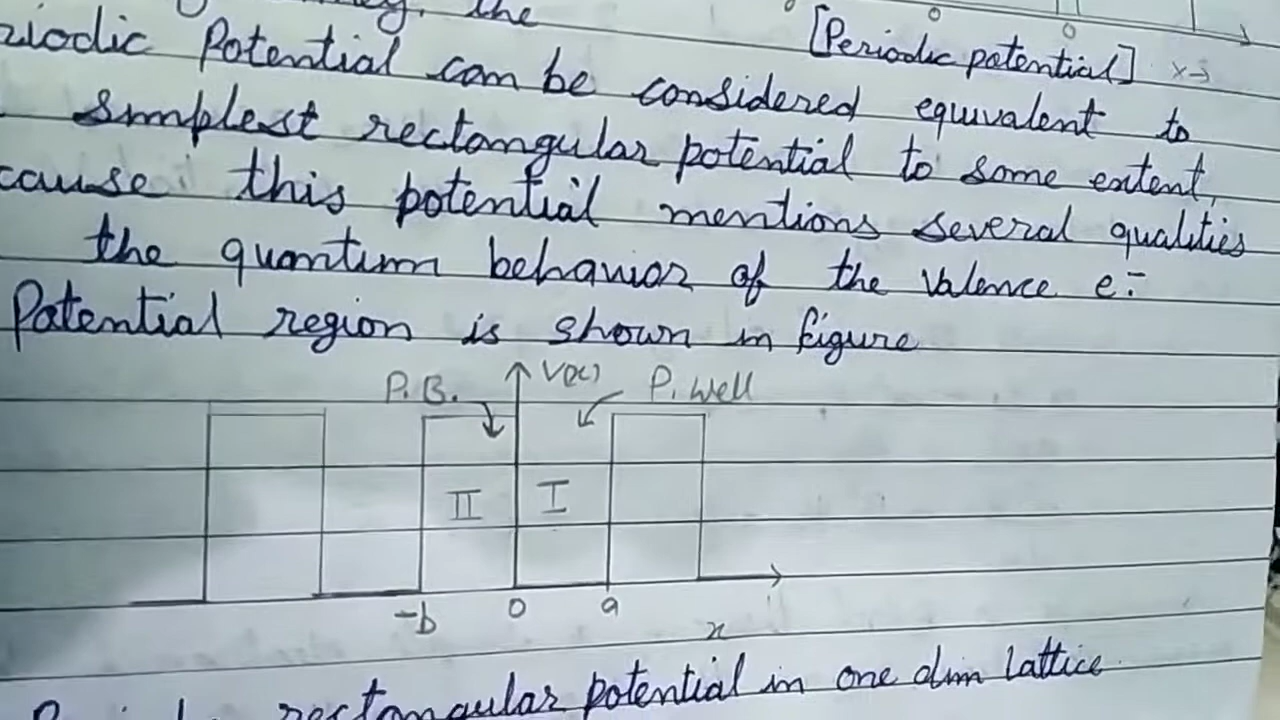 the
[Periodic potential] x→
riodic Potential can be considered equivalent to
simplest rectangular potential to some extent,
cause this potential mentions several qualities
the quantum behavior of the valence e-
Potential region is shown in figure
P.B. V(x) P. Well
II I
-b 0 a
x
rectangular potential in one dim lattice